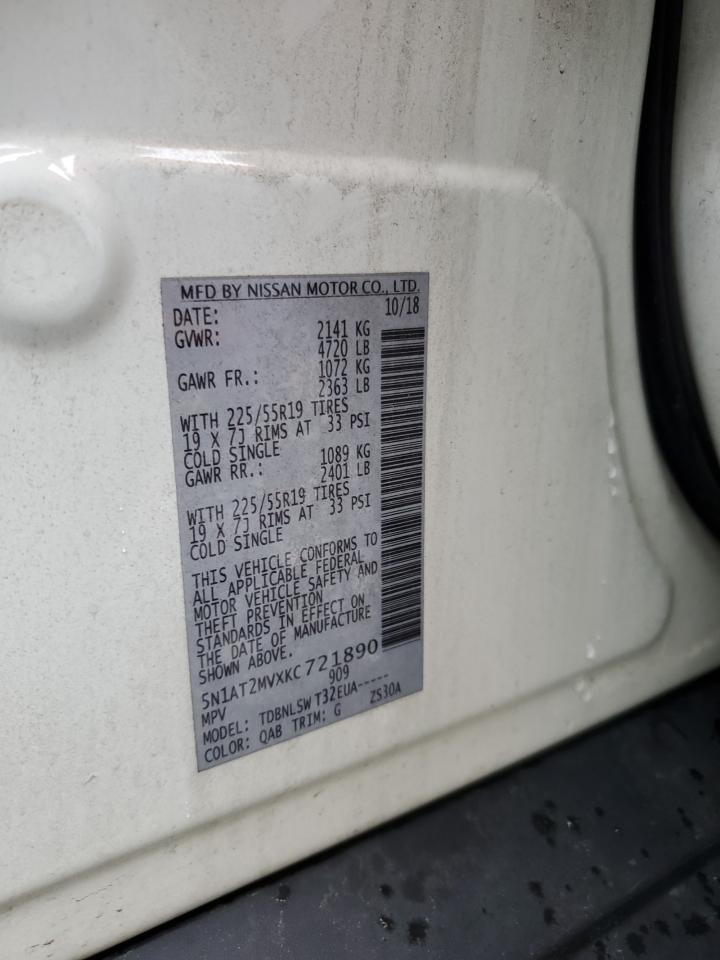 MFD BY NISSAN MOTOR CO., LTD.
DATE: 10/18
GVWR: 2141 KG
4720 LB
GAWR FR.: 1072 KG
2363 LB
WITH 225/55R19 TIRES
19 X 7J RIMS AT 33 PSI
COLD SINGLE
GAWR RR.: 1089 KG
2401 LB
WITH 225/55R19 TIRES
19 X 7J RIMS AT 33 PSI
COLD SINGLE
THIS VEHICLE CONFORMS TO
ALL APPLICABLE FEDERAL
MOTOR VEHICLE SAFETY AND
THEFT PREVENTION
STANDARDS IN EFFECT ON
THE DATE OF MANUFACTURE
SHOWN ABOVE.
5N1AT2MVXKC721890
MPV 909
MODEL: TDBNLSW T32EUA-----
COLOR: QAB TRIM: G ZS30A